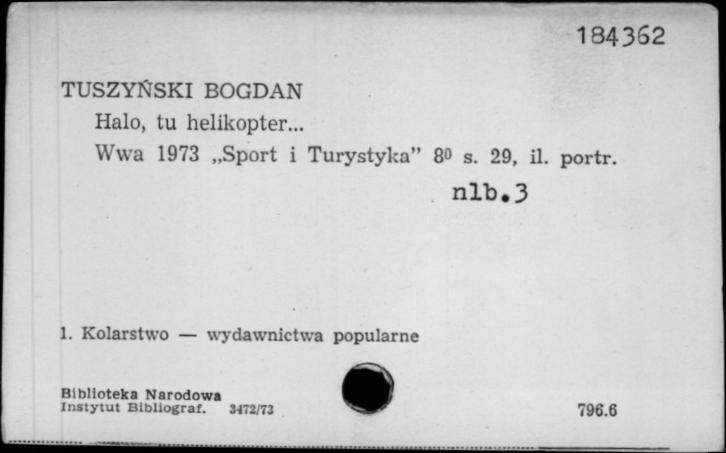 184362
TUSZYŃSKI BOGDAN
Halo, tu helikopter...
Wwa 1973 „Sport i Turystyka” 8⁰ s. 29, il. portr.
nlb.3
1. Kolarstwo — wydawnictwa popularne
Biblioteka Narodowa
Instytut Bibliograf. 3472/73
796.6